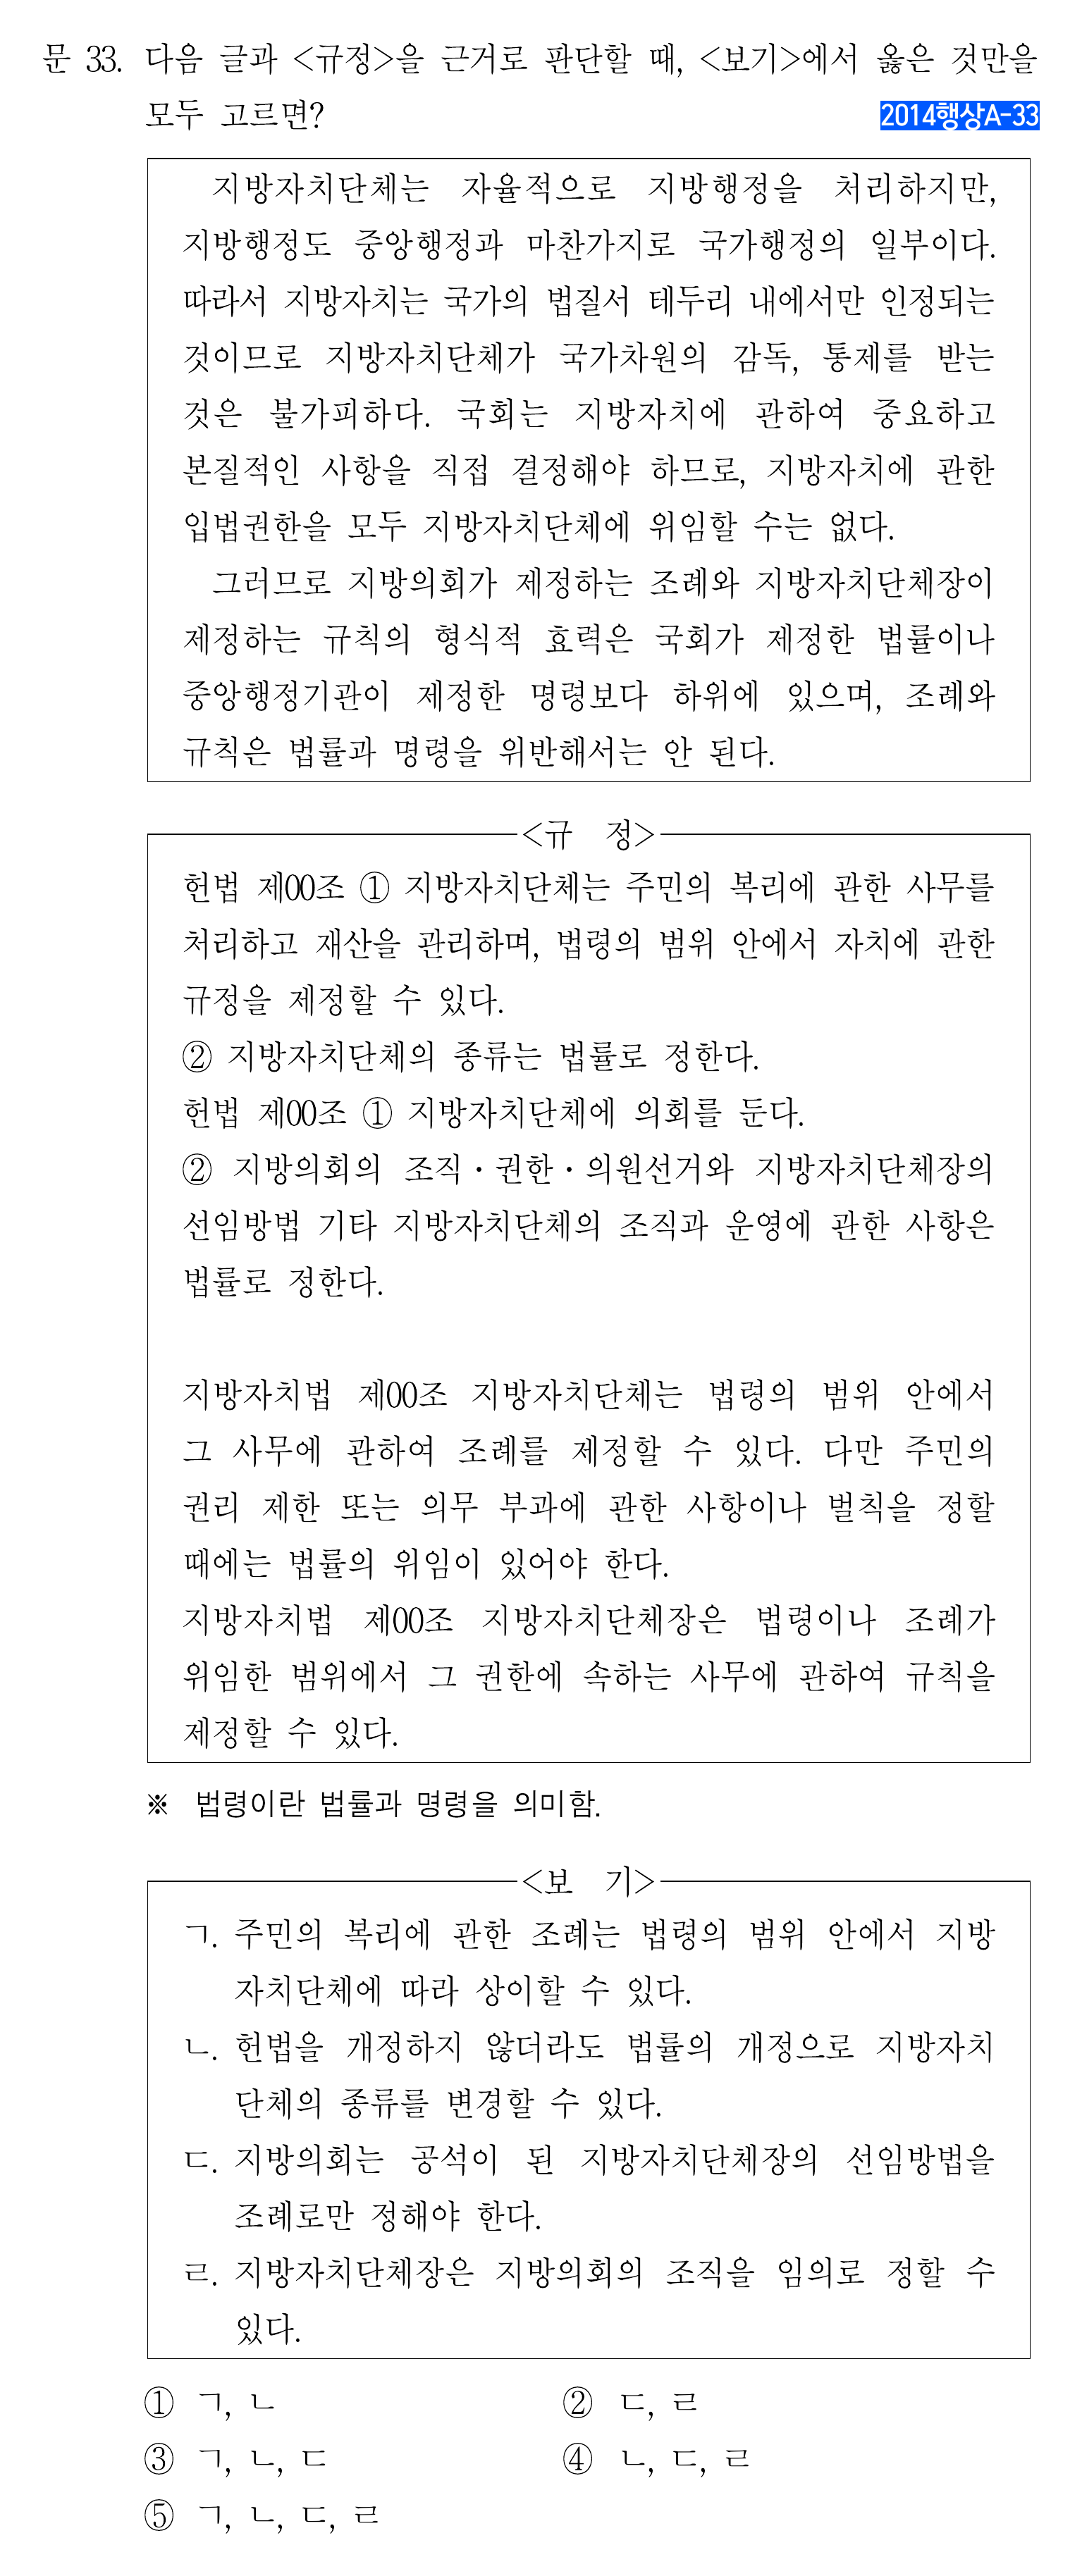 문 33. 다음 글과 <규정>을 근거로 판단할 때, <보기>에서 옳은 것만을
모두 고르면?
2014행상A-33
지방자치단체는 자율적으로 지방행정을 처리하지만,
지방행정도 중앙행정과 마찬가지로 국가행정의 일부이다.
따라서 지방자치는 국가의 법질서 테두리 내에서만 인정되는
것이므로 지방자치단체가 국가차원의 감독, 통제를 받는
것은 불가피하다. 국회는 지방자치에 관하여 중요하고
본질적인 사항을 직접 결정해야 하므로, 지방자치에 관한
입법권한을 모두 지방자치단체에 위임할 수는 없다.
그러므로 지방의회가 제정하는 조례와 지방자치단체장이
제정하는 규칙의 형식적 효력은 국회가 제정한 법률이나
중앙행정기관이 제정한 명령보다 하위에 있으며, 조례와
규칙은 법률과 명령을 위반해서는 안 된다.
<규 정>
헌법 제00조 ① 지방자치단체는 주민의 복리에 관한 사무를
처리하고 재산을 관리하며, 법령의 범위 안에서 자치에 관한
규정을 제정할 수 있다.
② 지방자치단체의 종류는 법률로 정한다.
헌법 제00조 ① 지방자치단체에 의회를 둔다.
② 지방의회의 조직·권한·의원선거와 지방자치단체장의
선임방법 기타 지방자치단체의 조직과 운영에 관한 사항은
법률로 정한다.
지방자치법 제00조 지방자치단체는 법령의 범위 안에서
그 사무에 관하여 조례를 제정할 수 있다. 다만 주민의
권리 제한 또는 의무 부과에 관한 사항이나 벌칙을 정할
때에는 법률의 위임이 있어야 한다.
지방자치법 제00조 지방자치단체장은 법령이나 조례가
위임한 범위에서 그 권한에 속하는 사무에 관하여 규칙을
제정할 수 있다.
※ 법령이란 법률과 명령을 의미함.
<보 기>
ㄱ. 주민의 복리에 관한 조례는 법령의 범위 안에서 지방
자치단체에 따라 상이할 수 있다.
ㄴ. 헌법을 개정하지 않더라도 법률의 개정으로 지방자치
단체의 종류를 변경할 수 있다.
ㄷ. 지방의회는 공석이 된 지방자치단체장의 선임방법을
조례로만 정해야 한다.
ㄹ. 지방자치단체장은 지방의회의 조직을 임의로 정할 수
있다.
① ㄱ, ㄴ ② ㄷ, ㄹ
③ ㄱ, ㄴ, ㄷ ④ ㄴ, ㄷ, ㄹ
⑤ ㄱ, ㄴ, ㄷ, ㄹ